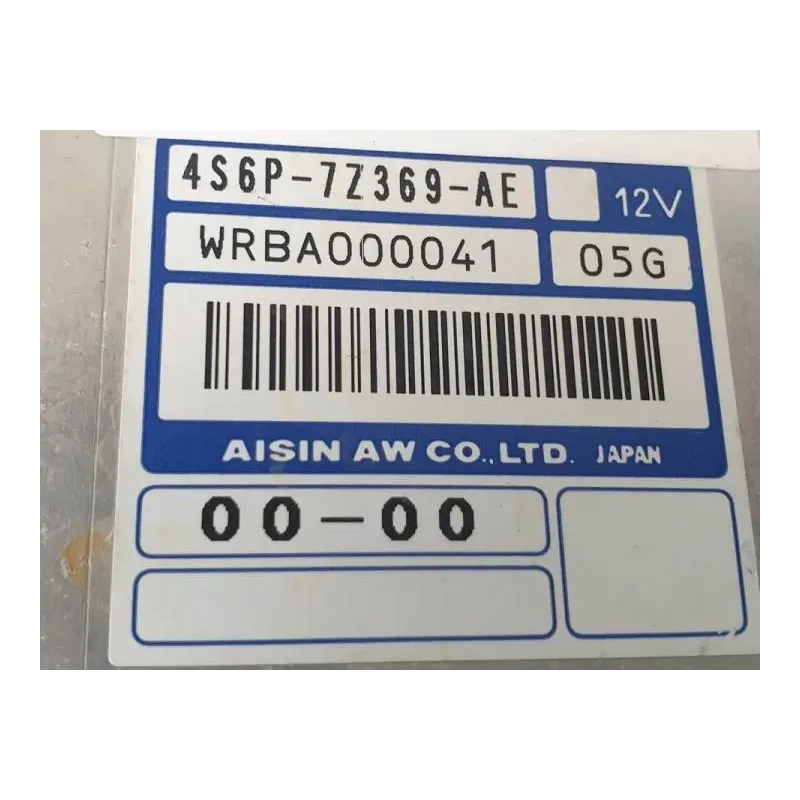 4S6P-7Z369-AE 12V
WRBA000041 05G
AISIN AW CO.,LTD. JAPAN
00-00